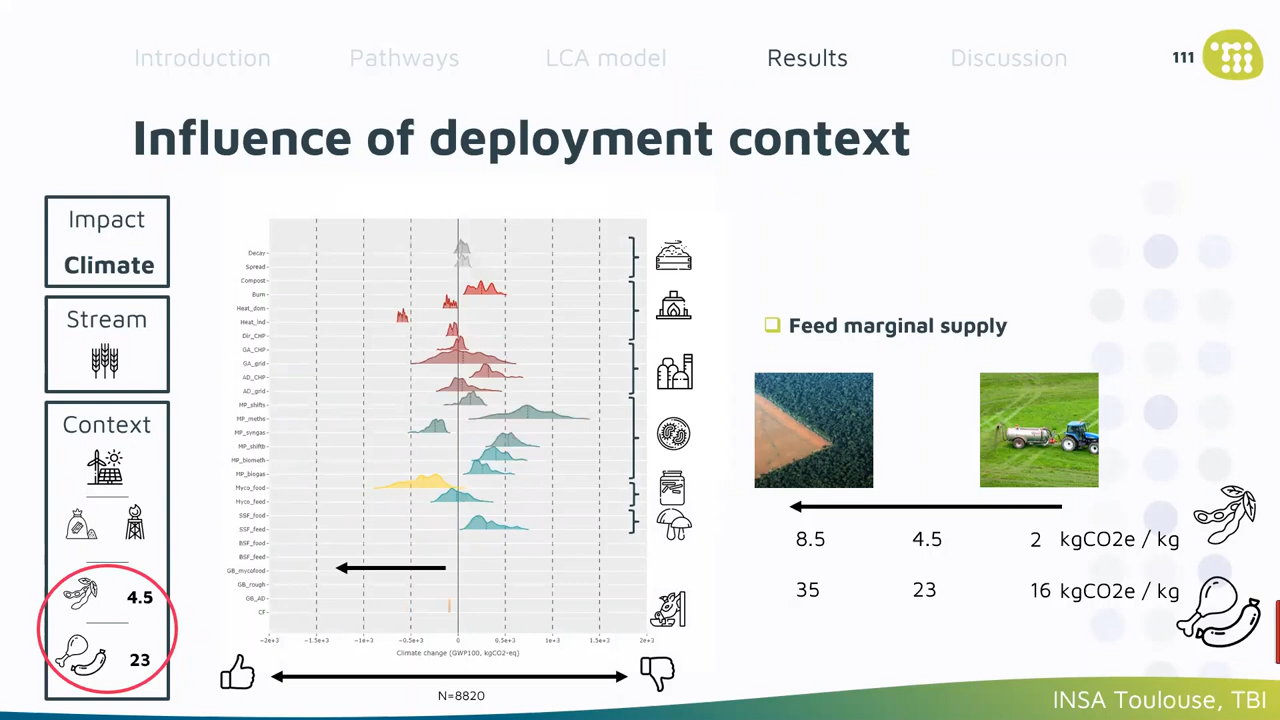 Introduction Pathways LCA model Results Discussion 111
Influence of deployment context
Impact
Climate
Stream
Context
4.5
23
Decay
Spread
Compost
Burn
Heat_dom
Heat_ind
Dir_CHP
GA_CHP
GA_grid
AD_CHP
AD_grid
MP_shifts
MP_meths
MP_syngas
MP_shiftb
MP_biometh
MP_biogas
Myco_food
Myco_feed
SSF_food
SSF_feed
BSF_food
BSF_feed
GB_mycofood
GB_rough
GB_AD
CF
−2e+3 −1.5e+3 −1e+3 −0.5e+3 0 0.5e+3 1e+3 1.5e+3 2e+3
Climate change (GWP100, kgCO2-eq)
N=8820
Feed marginal supply
8.5 4.5 2 kgCO2e / kg
35 23 16 kgCO2e / kg
INSA Toulouse, TBI